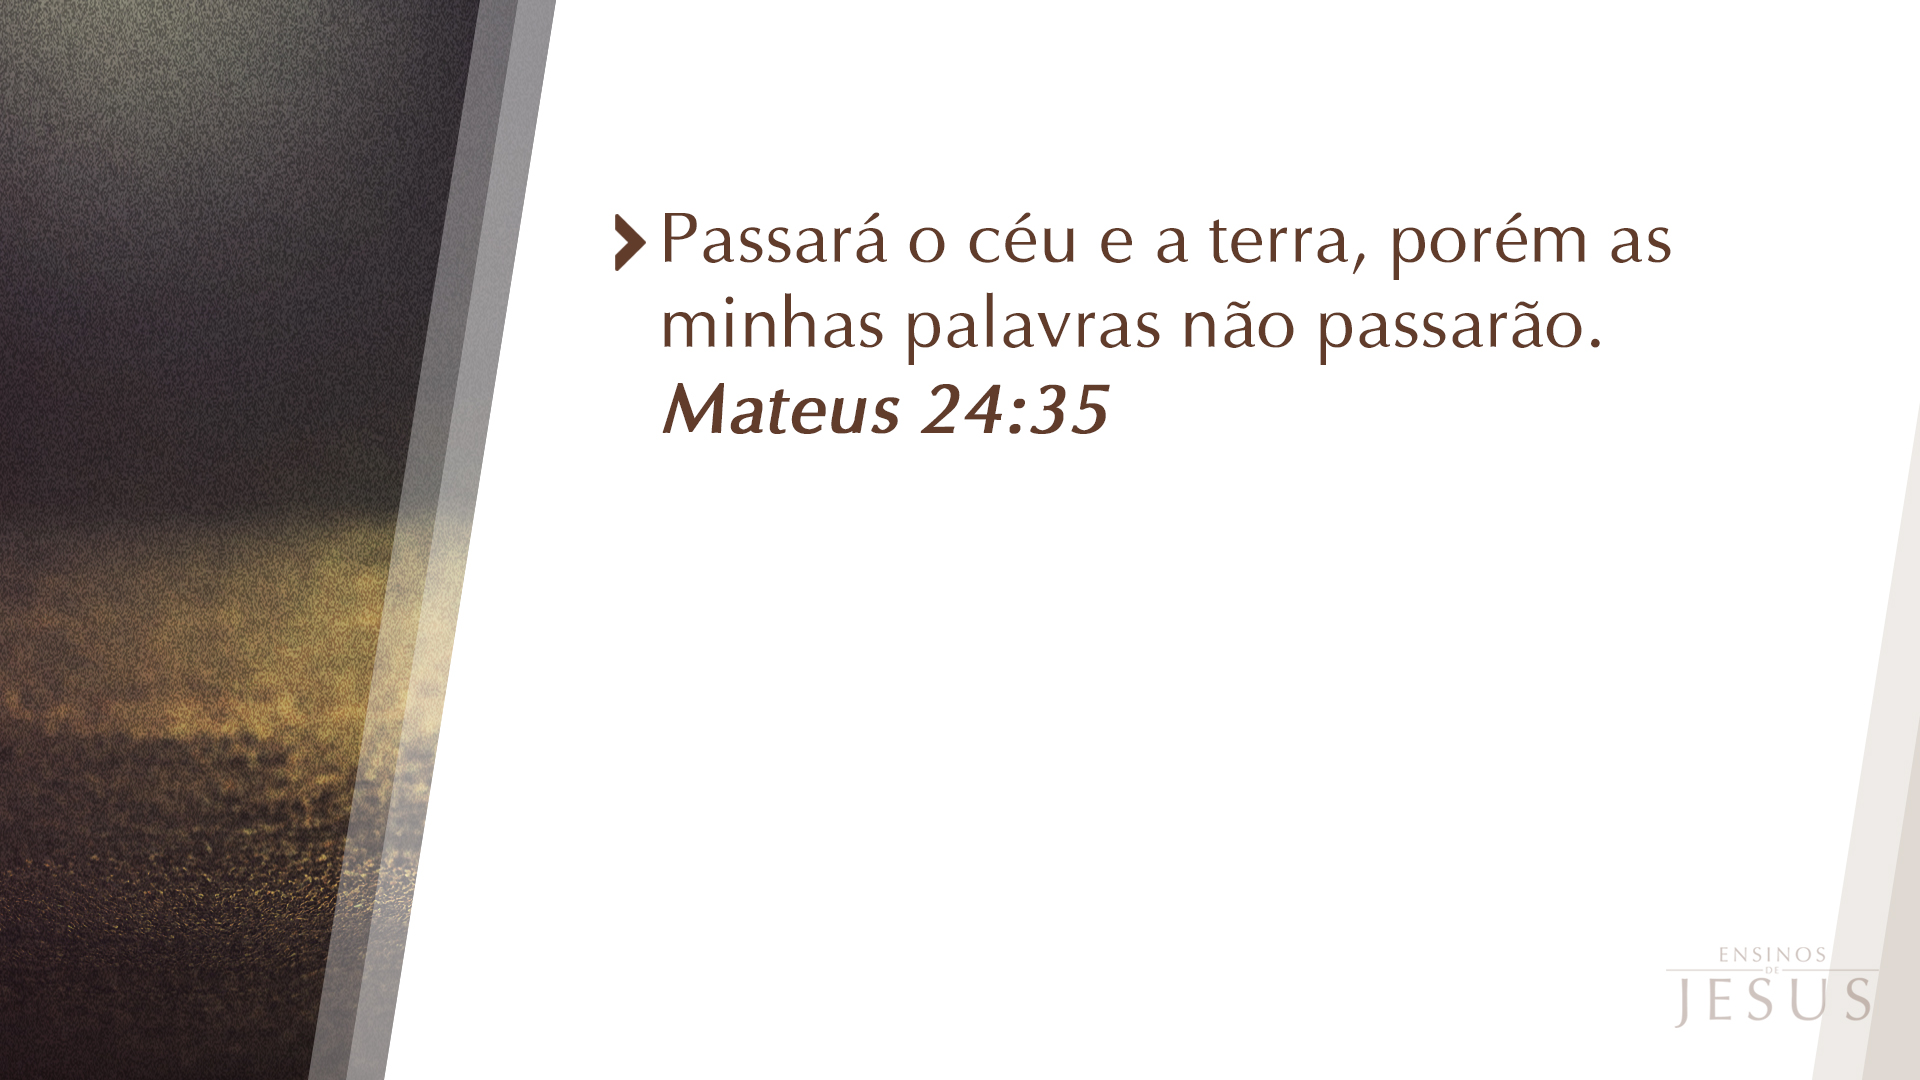 Passará o céu e a terra, porém as
minhas palavras não passarão.
Mateus 24:35
ENSINOS
DE
JESUS